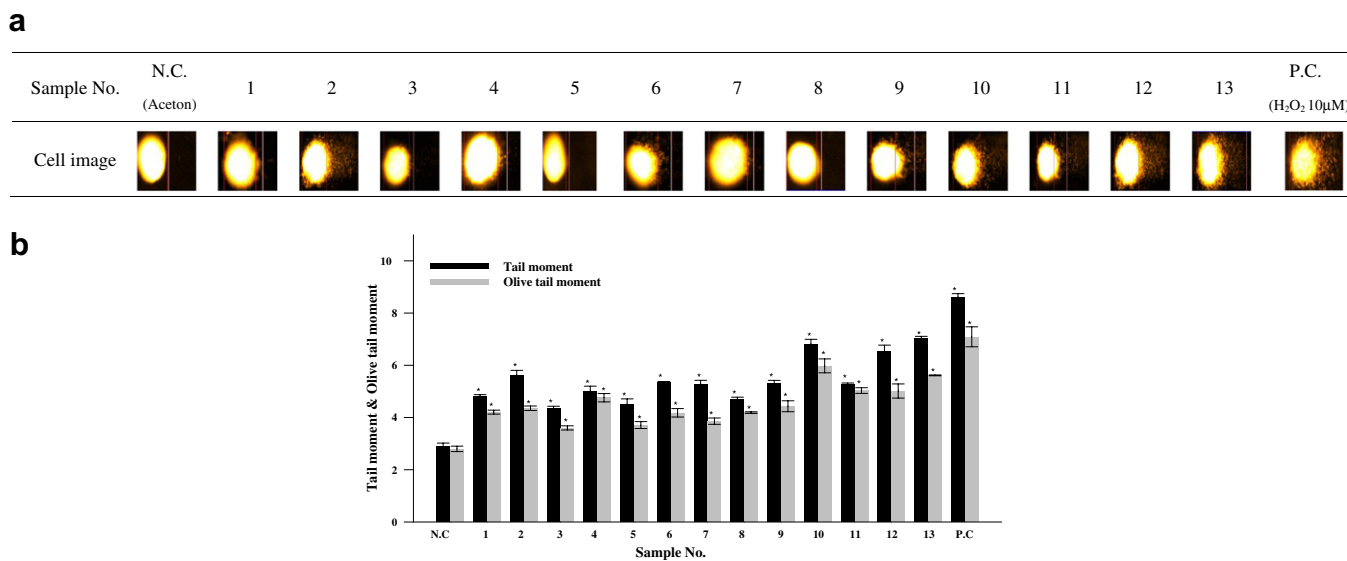 a
Sample No. N.C. (Aceton) 1 2 3 4 5 6 7 8 9 10 11 12 13 P.C. (H₂O₂ 10μM)
Cell image
b
Tail moment & Olive tail moment
10
8
6
4
2
0
Tail moment
Olive tail moment
* * * * * * * * * * * * * * * * * * * * * * * * * * * *
N.C 1 2 3 4 5 6 7 8 9 10 11 12 13 P.C
Sample No.